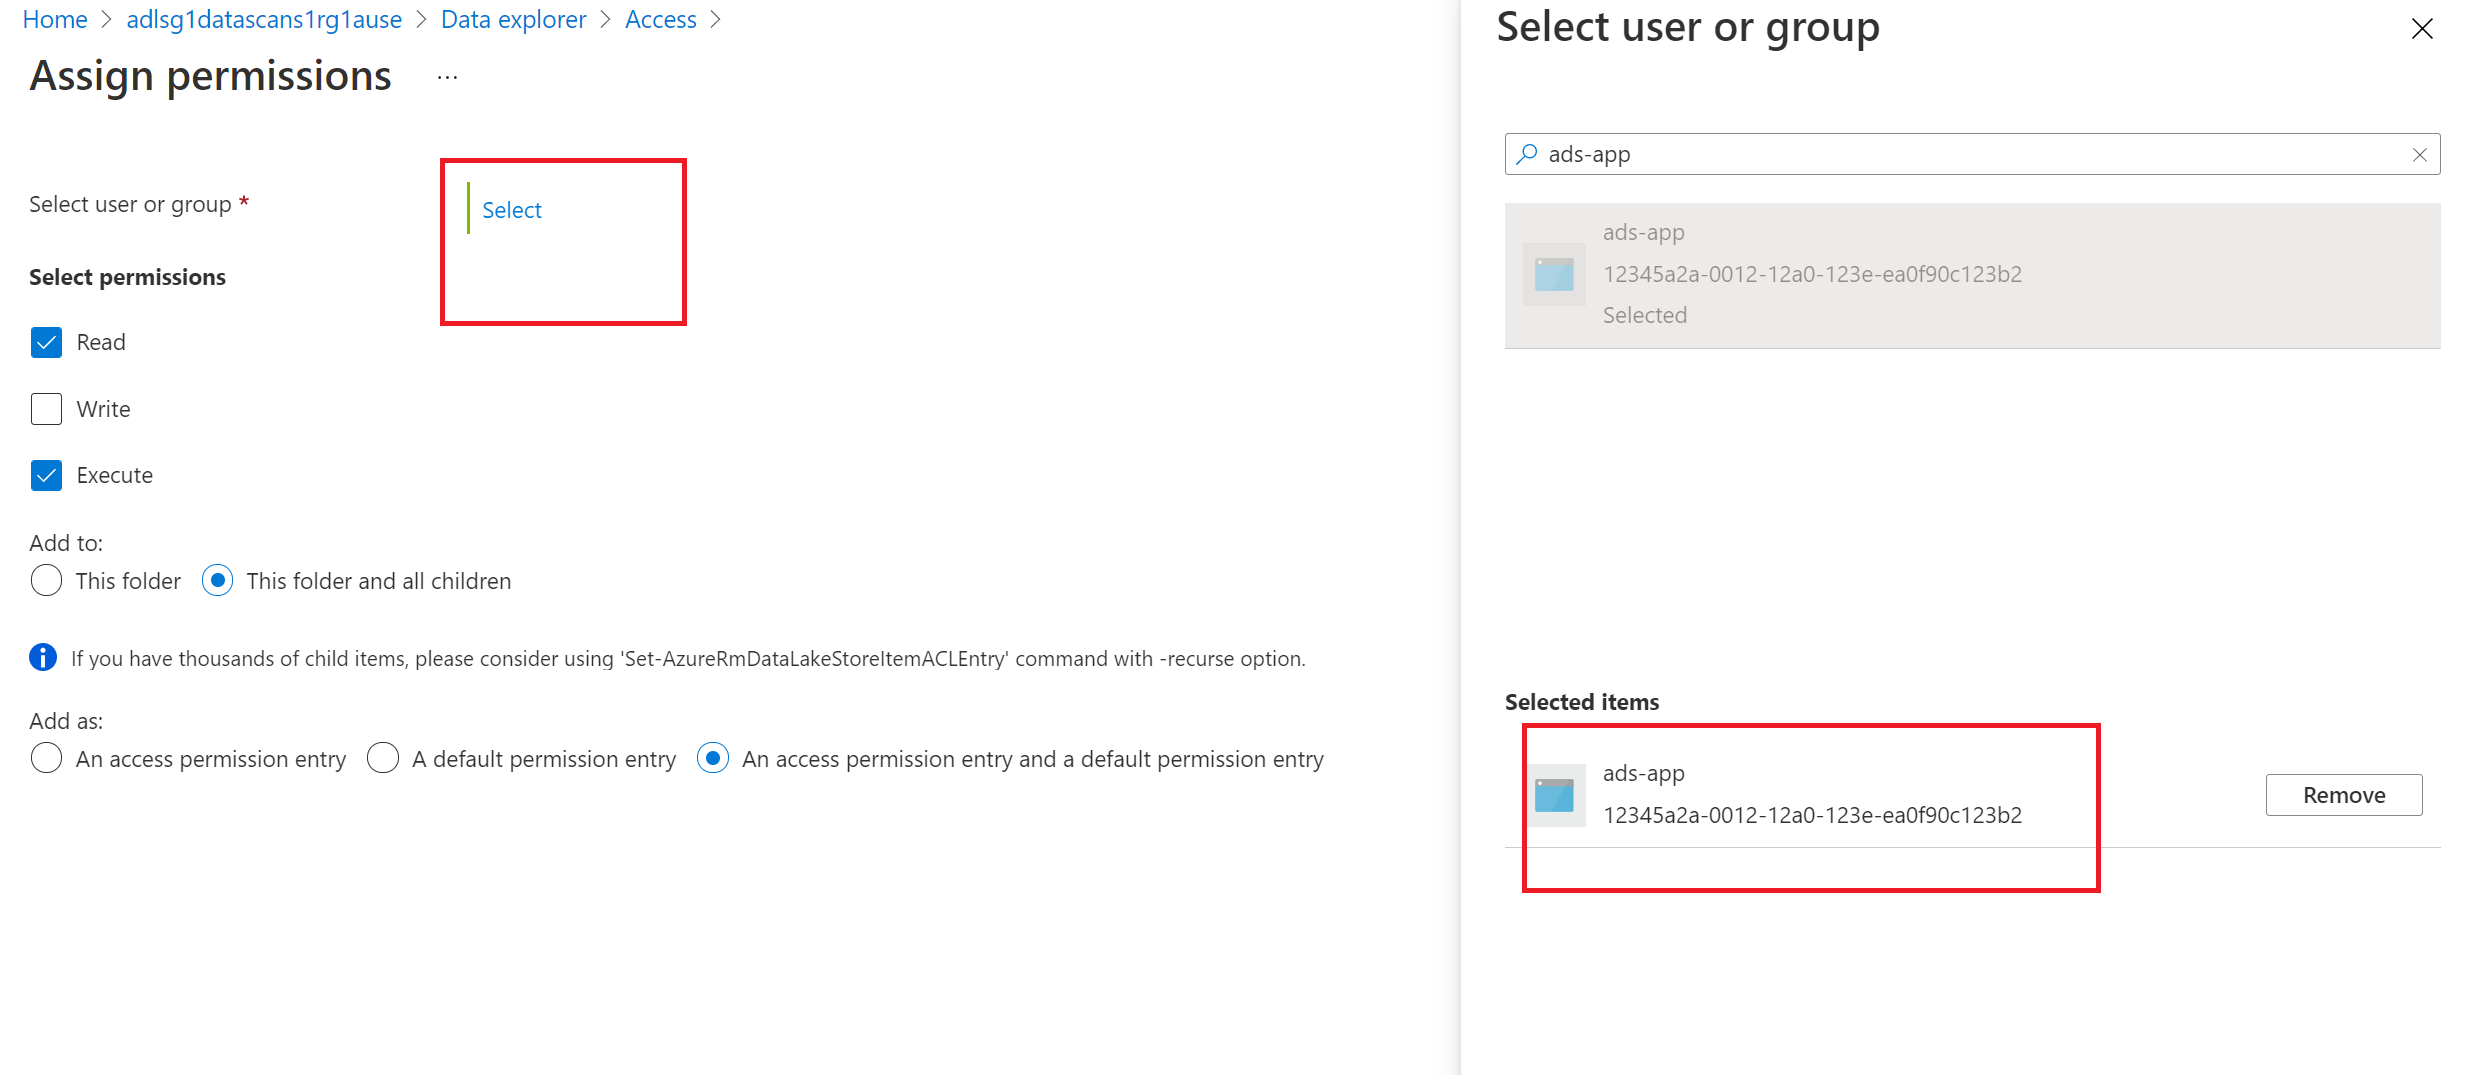 Home > adlsg1datascans1rg1ause > Data explorer > Access >
Assign permissions ...
Select user or group *
Select
Select permissions
Read
Write
Execute
Add to:
This folder
This folder and all children
If you have thousands of child items, please consider using 'Set-AzureRmDataLakeStoreItemACLEntry' command with -recurse option.
Add as:
An access permission entry
A default permission entry
An access permission entry and a default permission entry
Select user or group
ads-app
ads-app
12345a2a-0012-12a0-123e-ea0f90c123b2
Selected
Selected items
ads-app
12345a2a-0012-12a0-123e-ea0f90c123b2
Remove